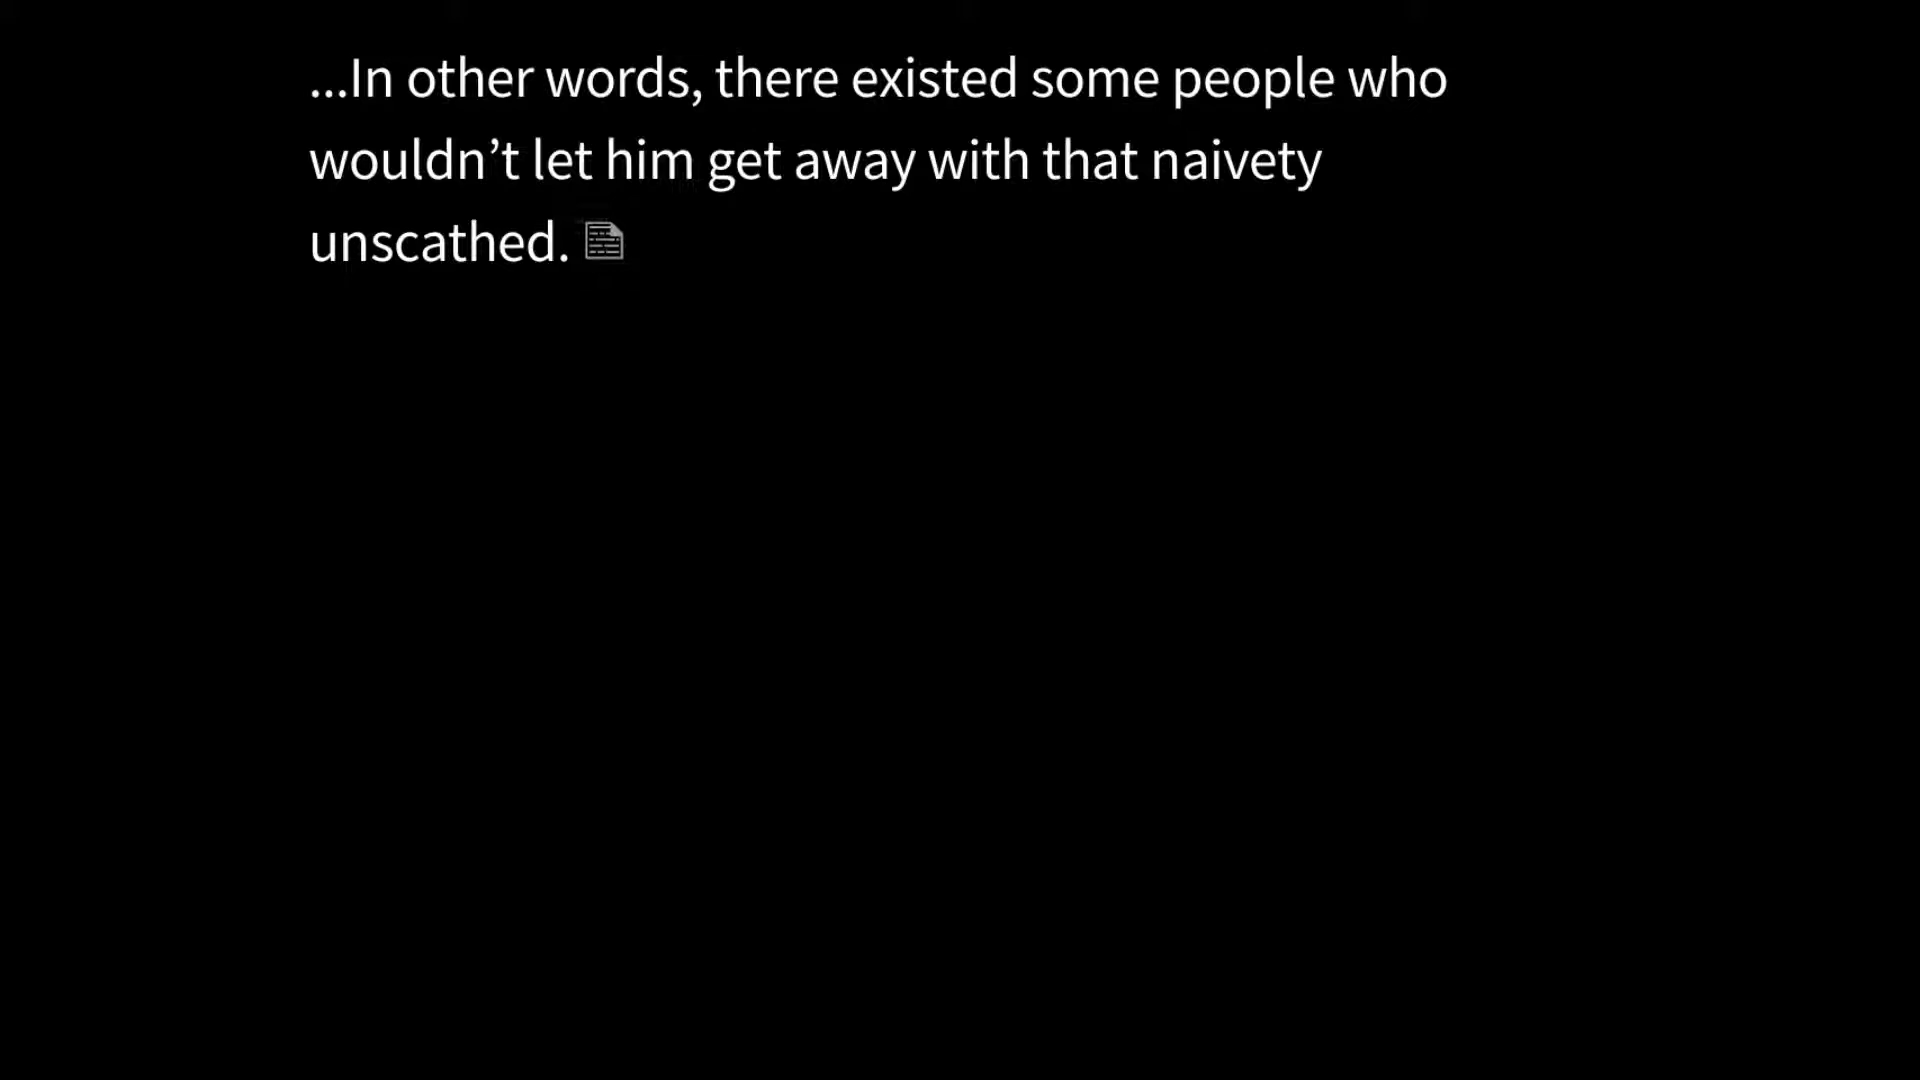 ...In other words, there existed some people who
wouldn’t let him get away with that naivety
unscathed.